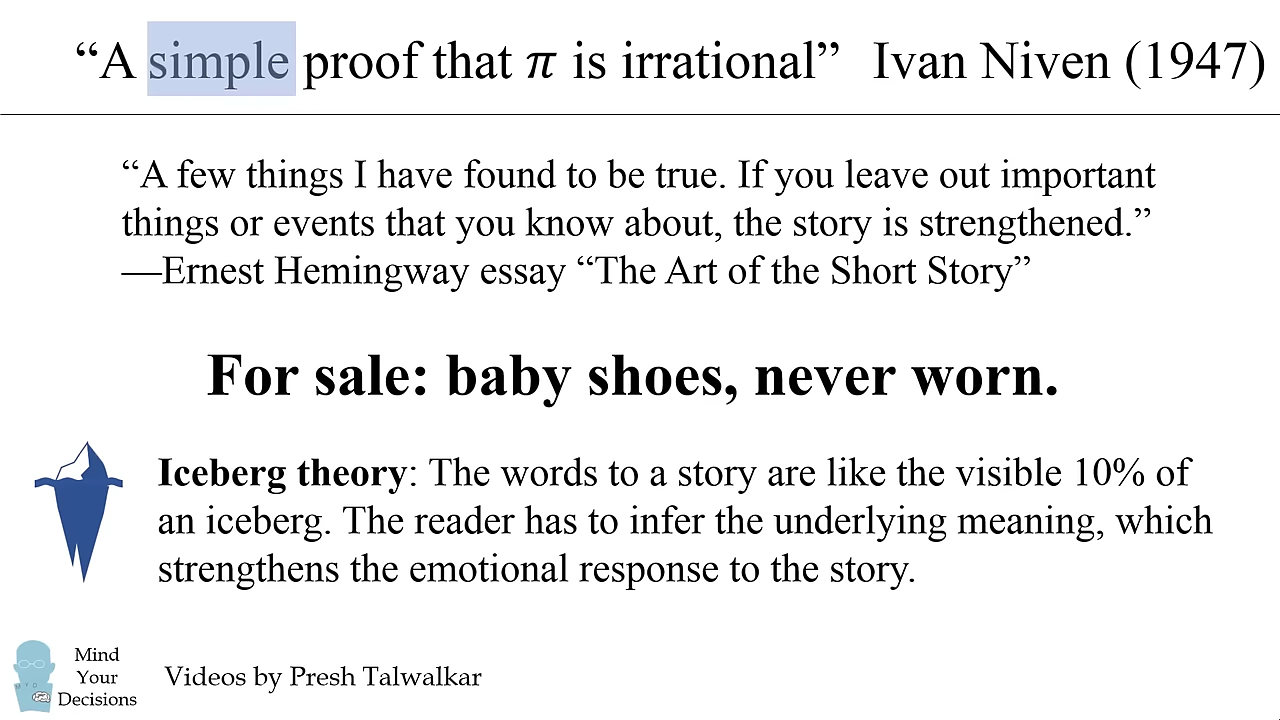 “A simple proof that π is irrational” Ivan Niven (1947)
“A few things I have found to be true. If you leave out important
things or events that you know about, the story is strengthened.”
—Ernest Hemingway essay “The Art of the Short Story”
For sale: baby shoes, never worn.
Iceberg theory: The words to a story are like the visible 10% of
an iceberg. The reader has to infer the underlying meaning, which
strengthens the emotional response to the story.
MYD
Mind
Your
Decisions
Videos by Presh Talwalkar